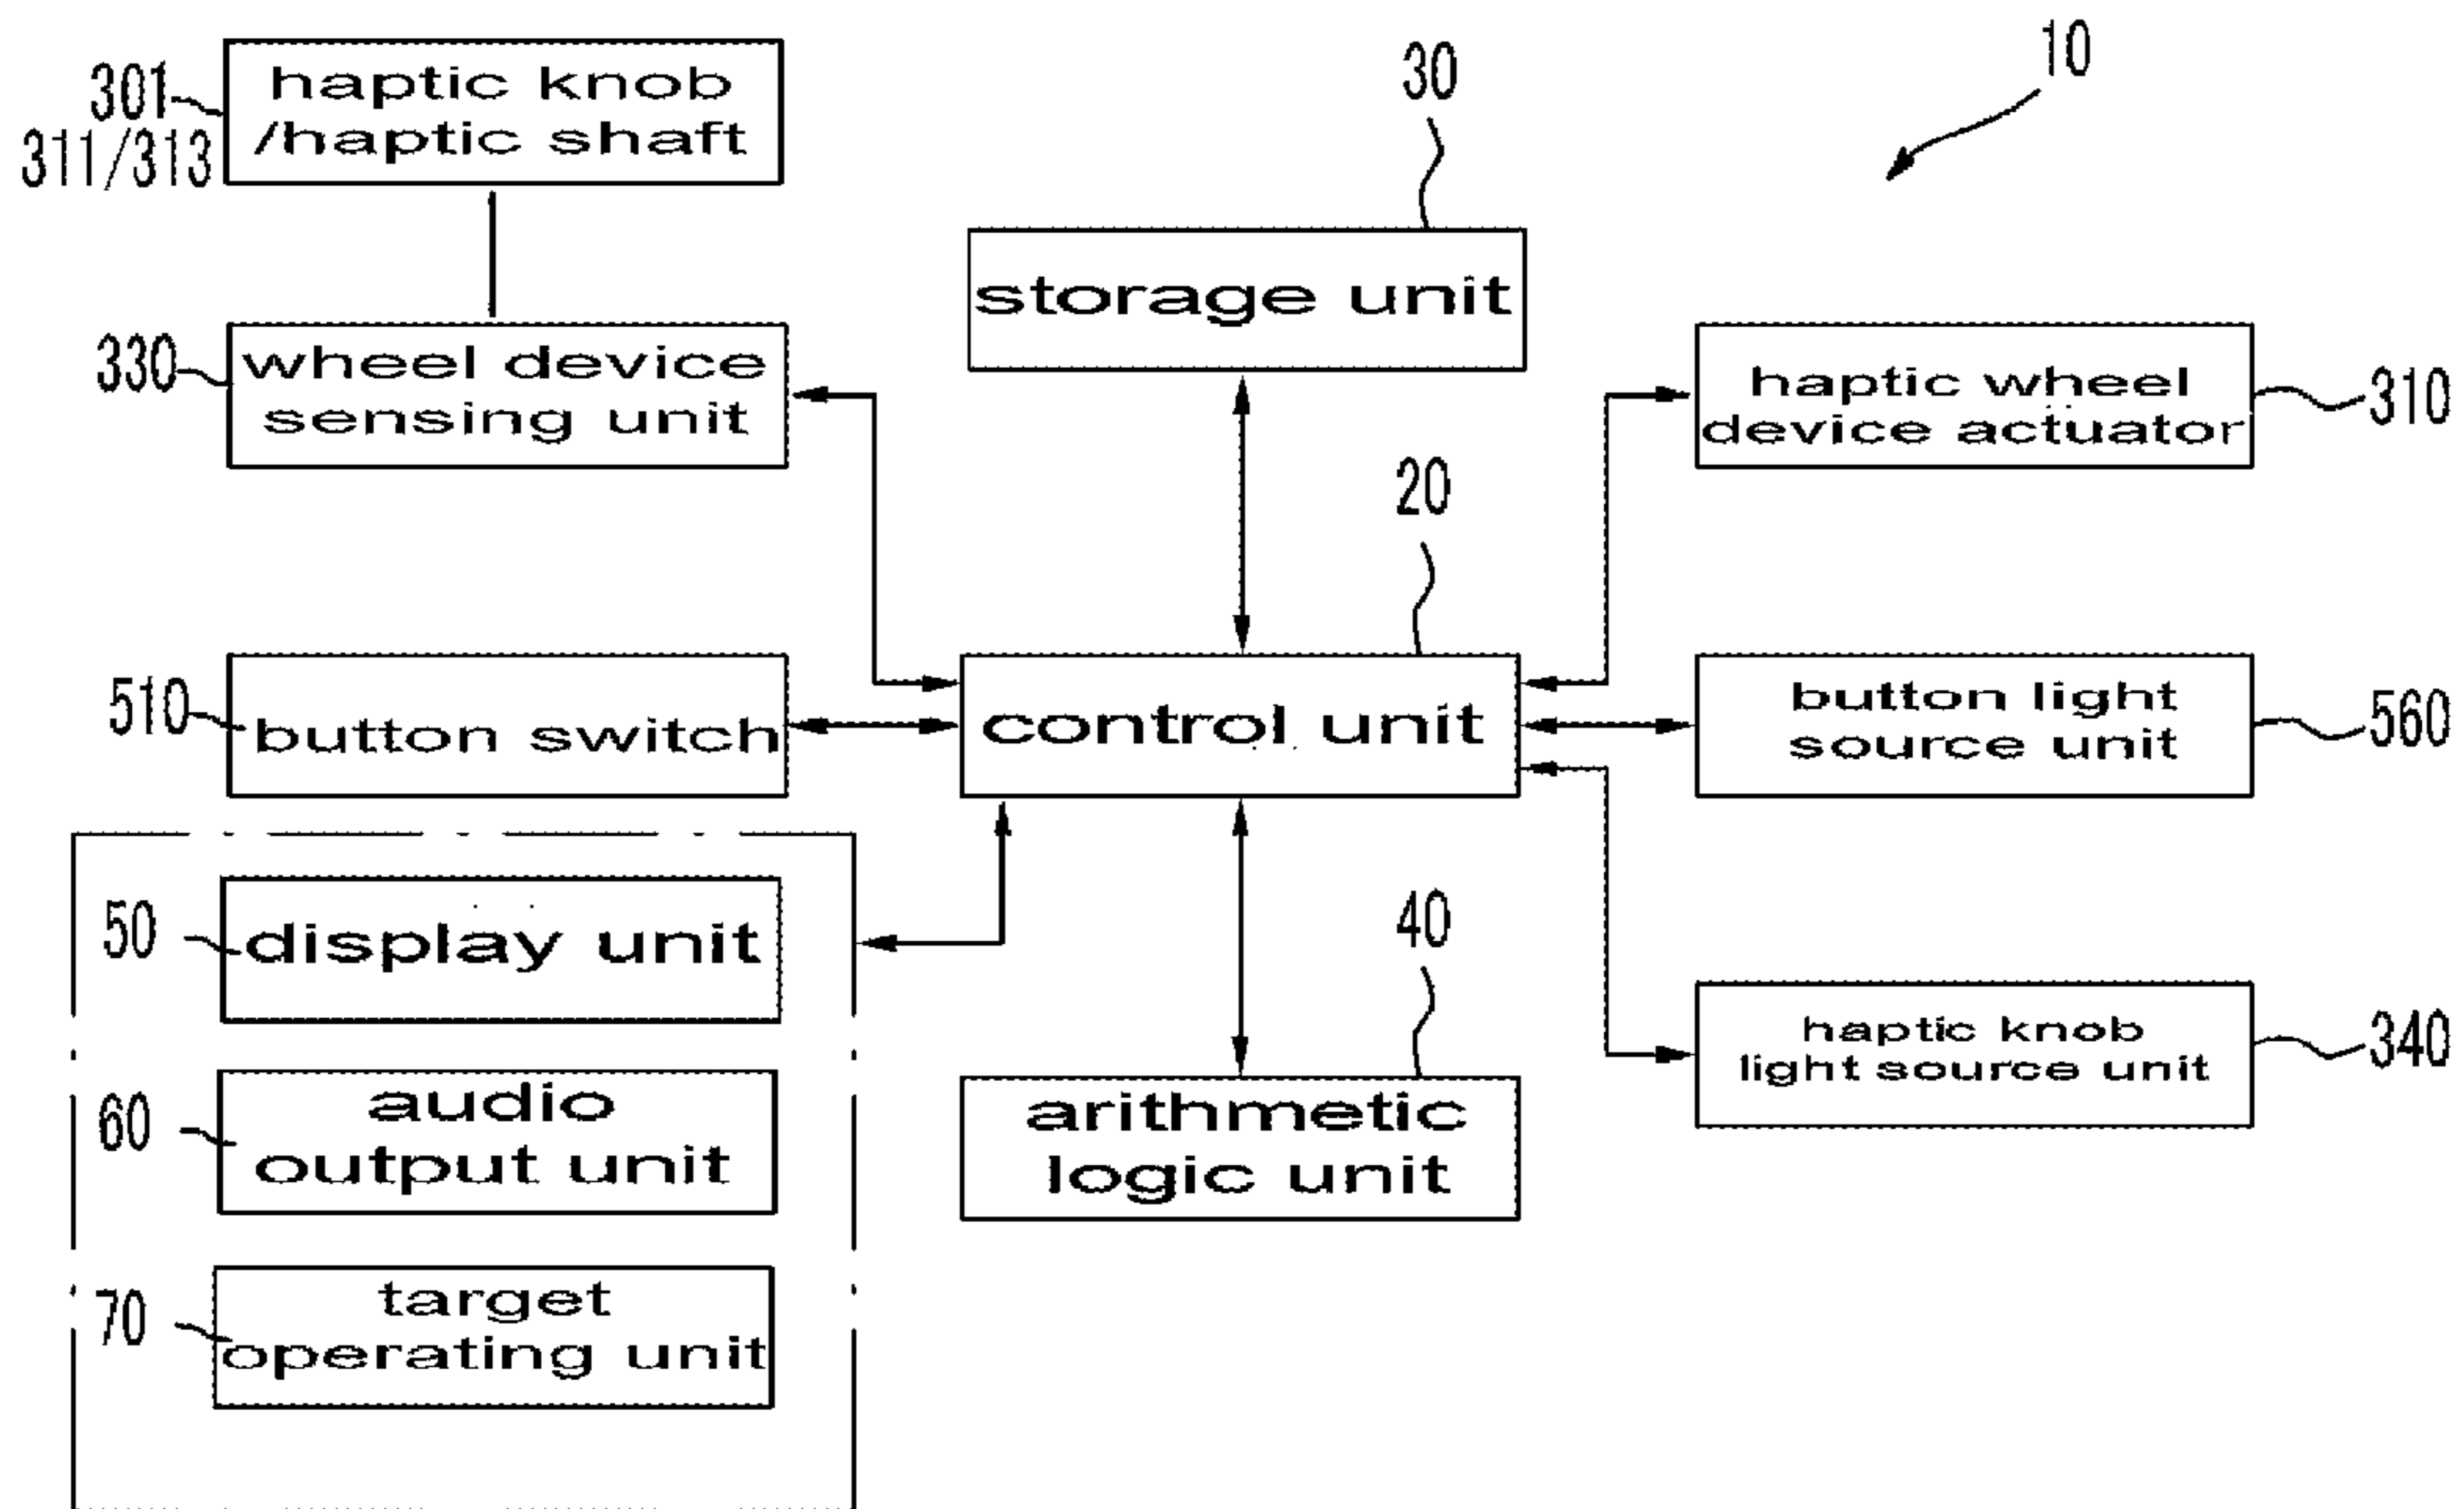 10
301
311/313
haptic knob
/haptic shaft
30
storage unit
330
wheel device
sensing unit
haptic wheel
device actuator
310
20
510
button switch
control unit
button light
source unit
560
50
display unit
40
arithmetic
logic unit
haptic knob
light source unit
340
60
audio
output unit
70
target
operating unit